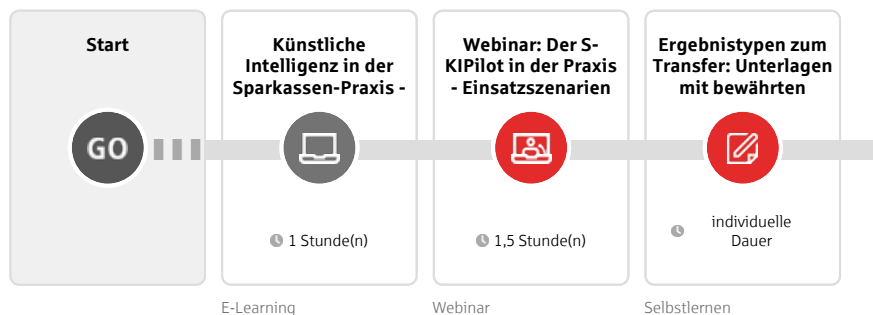 Start
GO
Künstliche
Intelligenz in der
Sparkassen-Praxis -
1 Stunde(n)
E-Learning
Webinar: Der S-
KIPilot in der Praxis
- Einsatzszenarien
1,5 Stunde(n)
Webinar
Ergebnistypen zum
Transfer: Unterlagen
mit bewährten
individuelle
Dauer
Selbstlernen